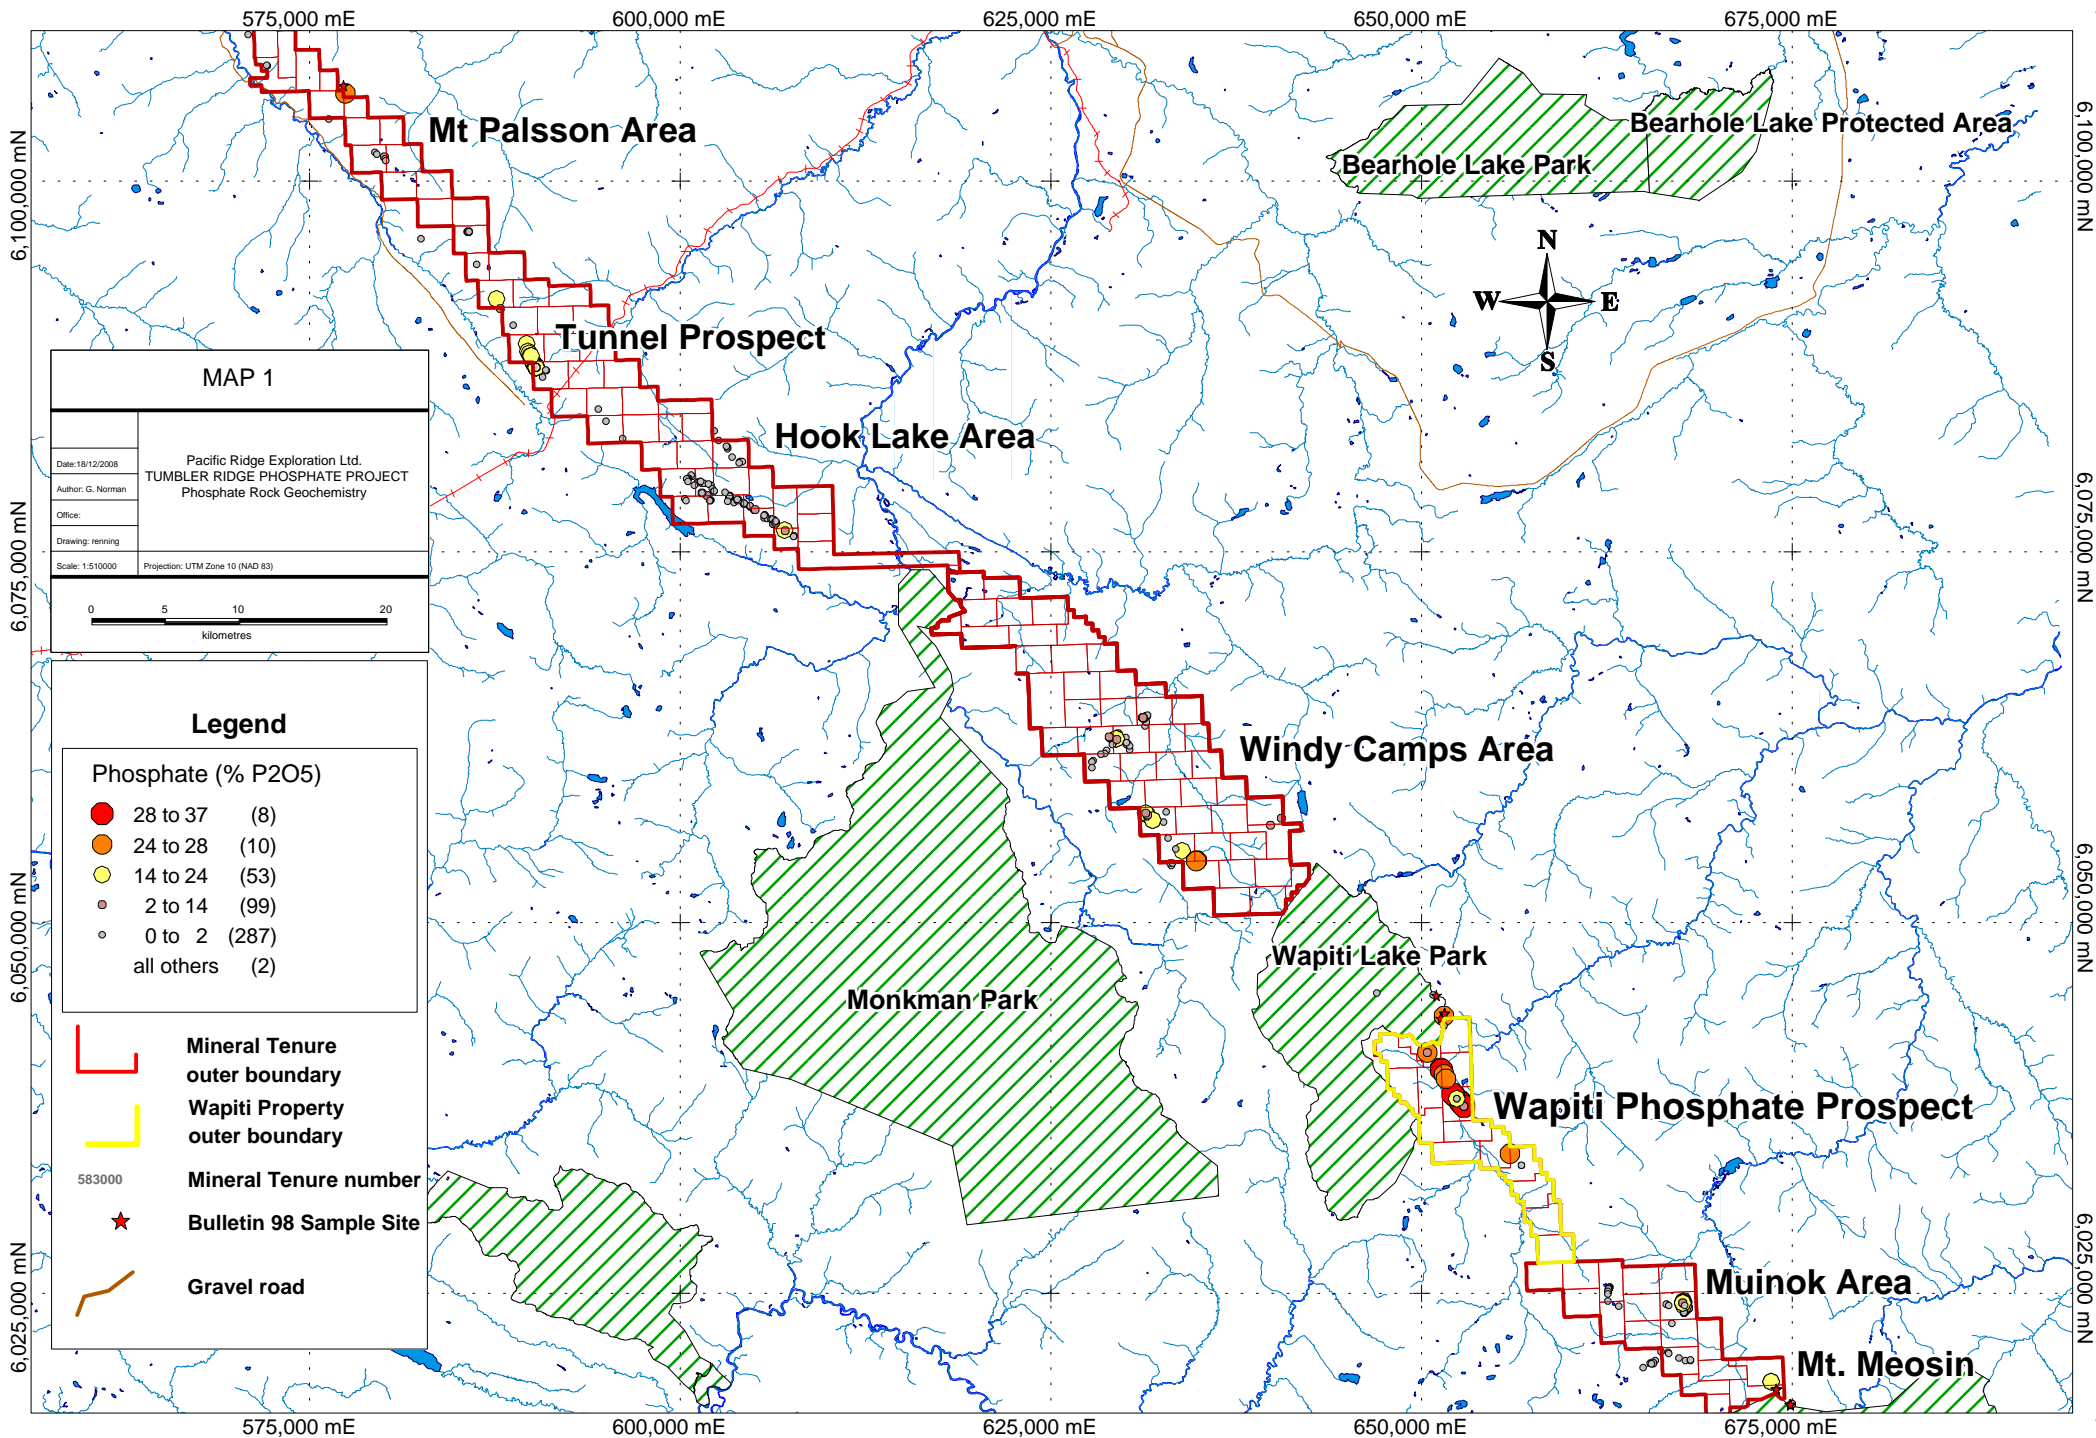 575,000 mE
600,000 mE
625,000 mE
650,000 mE
675,000 mE
6,100,000 mN
6,100,000 mN
Mt Palsson Area
Bearhole Lake Protected Area
Bearhole Lake Park
N
W
E
S
Tunnel Prospect
MAP 1
Date:18/12/2008
Author: G. Norman
Office:
Drawing: renning
Scale: 1:510000
Pacific Ridge Exploration Ltd.
TUMBLER RIDGE PHOSPHATE PROJECT
Phosphate Rock Geochemistry
Projection: UTM Zone 10 (NAD 83)
0 5 10 20
kilometres
Hook Lake Area
6,075,000 mN
6,075,000 mN
Legend
Phosphate (% P2O5)
28 to 37 (8)
24 to 28 (10)
14 to 24 (53)
2 to 14 (99)
0 to 2 (287)
all others (2)
Mineral Tenure
outer boundary
Wapiti Property
outer boundary
583000
Mineral Tenure number
Bulletin 98 Sample Site
Gravel road
Windy Camps Area
6,050,000 mN
6,050,000 mN
Wapiti Lake Park
Monkman Park
Wapiti Phosphate Prospect
6,025,000 mN
6,025,000 mN
Muinok Area
Mt. Meosin
575,000 mE
600,000 mE
625,000 mE
650,000 mE
675,000 mE